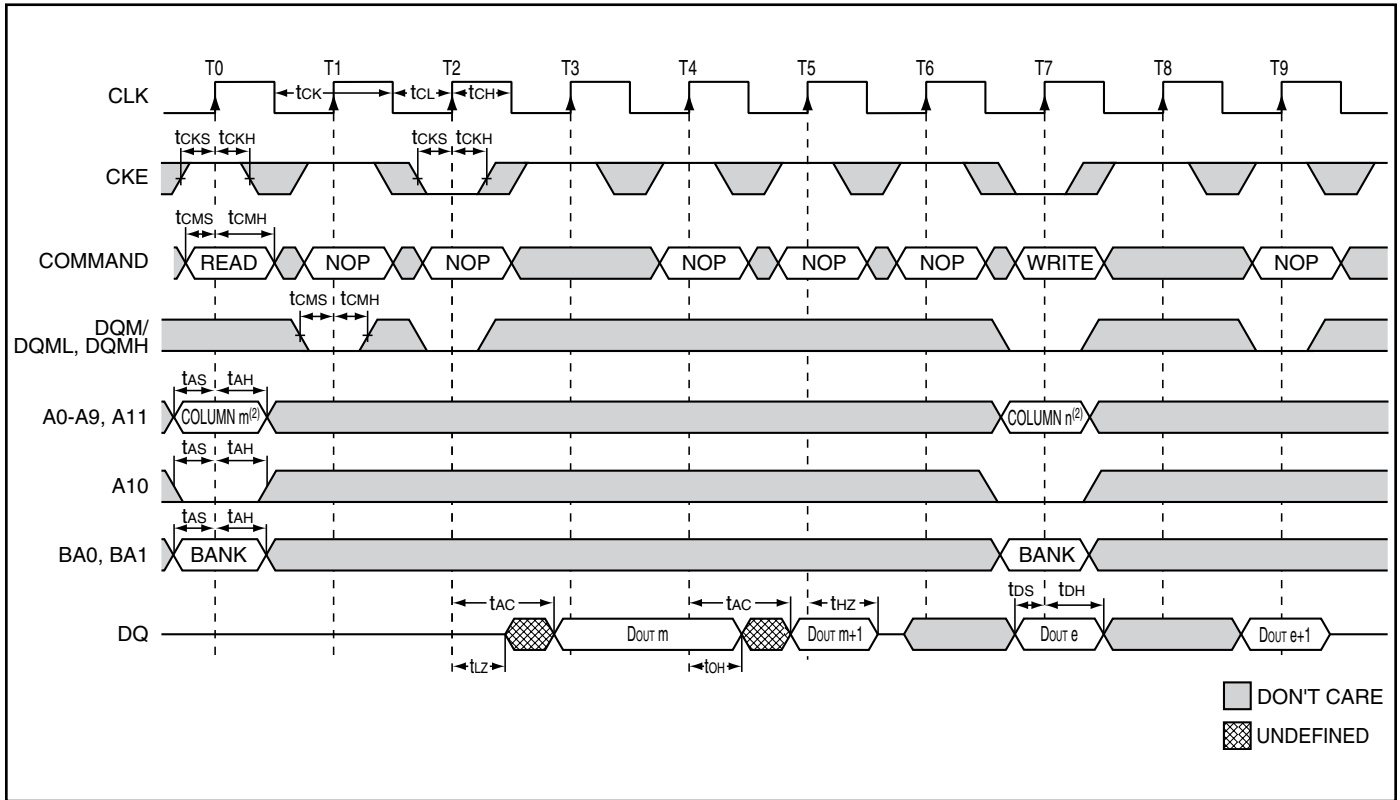 T0 T1 T2 T3 T4 T5 T6 T7 T8 T9
CLK tCK tCL tCH
tCKS tCKH tCKS tCKH
CKE
tCMS tCMH
COMMAND READ NOP NOP NOP NOP NOP WRITE NOP
tCMS tCMH
DQM/
DQML, DQMH
tAS tAH
A0-A9, A11 COLUMN m(2) COLUMN n(2)
tAS tAH
A10
tAS tAH
BA0, BA1 BANK BANK
tAC tAC tHZ tDS tDH
DQ DOUT m DOUT m+1 DOUT e DOUT e+1
tLZ tOH
DON'T CARE
UNDEFINED